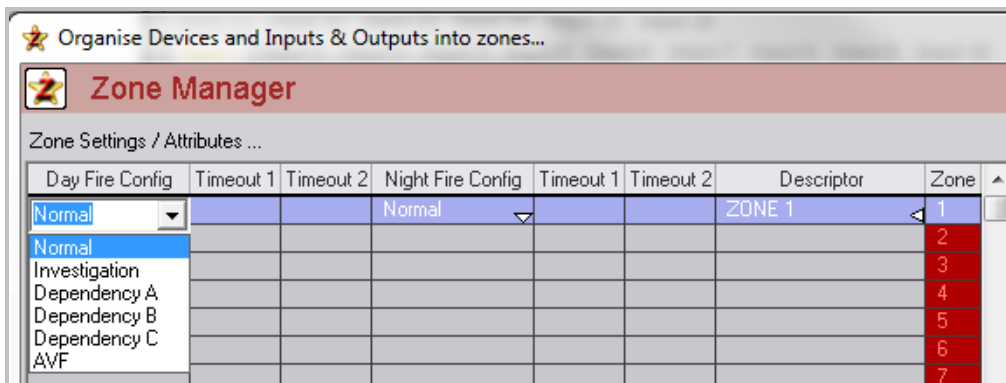 Organise Devices and Inputs & Outputs into zones...
Zone Manager
Zone Settings / Attributes ...
Day Fire Config Timeout 1 Timeout 2 Night Fire Config Timeout 1 Timeout 2 Descriptor Zone
Normal Normal ZONE 1 1
Normal 2
Investigation 3
Dependency A 4
Dependency B 5
Dependency C 6
AVF 7